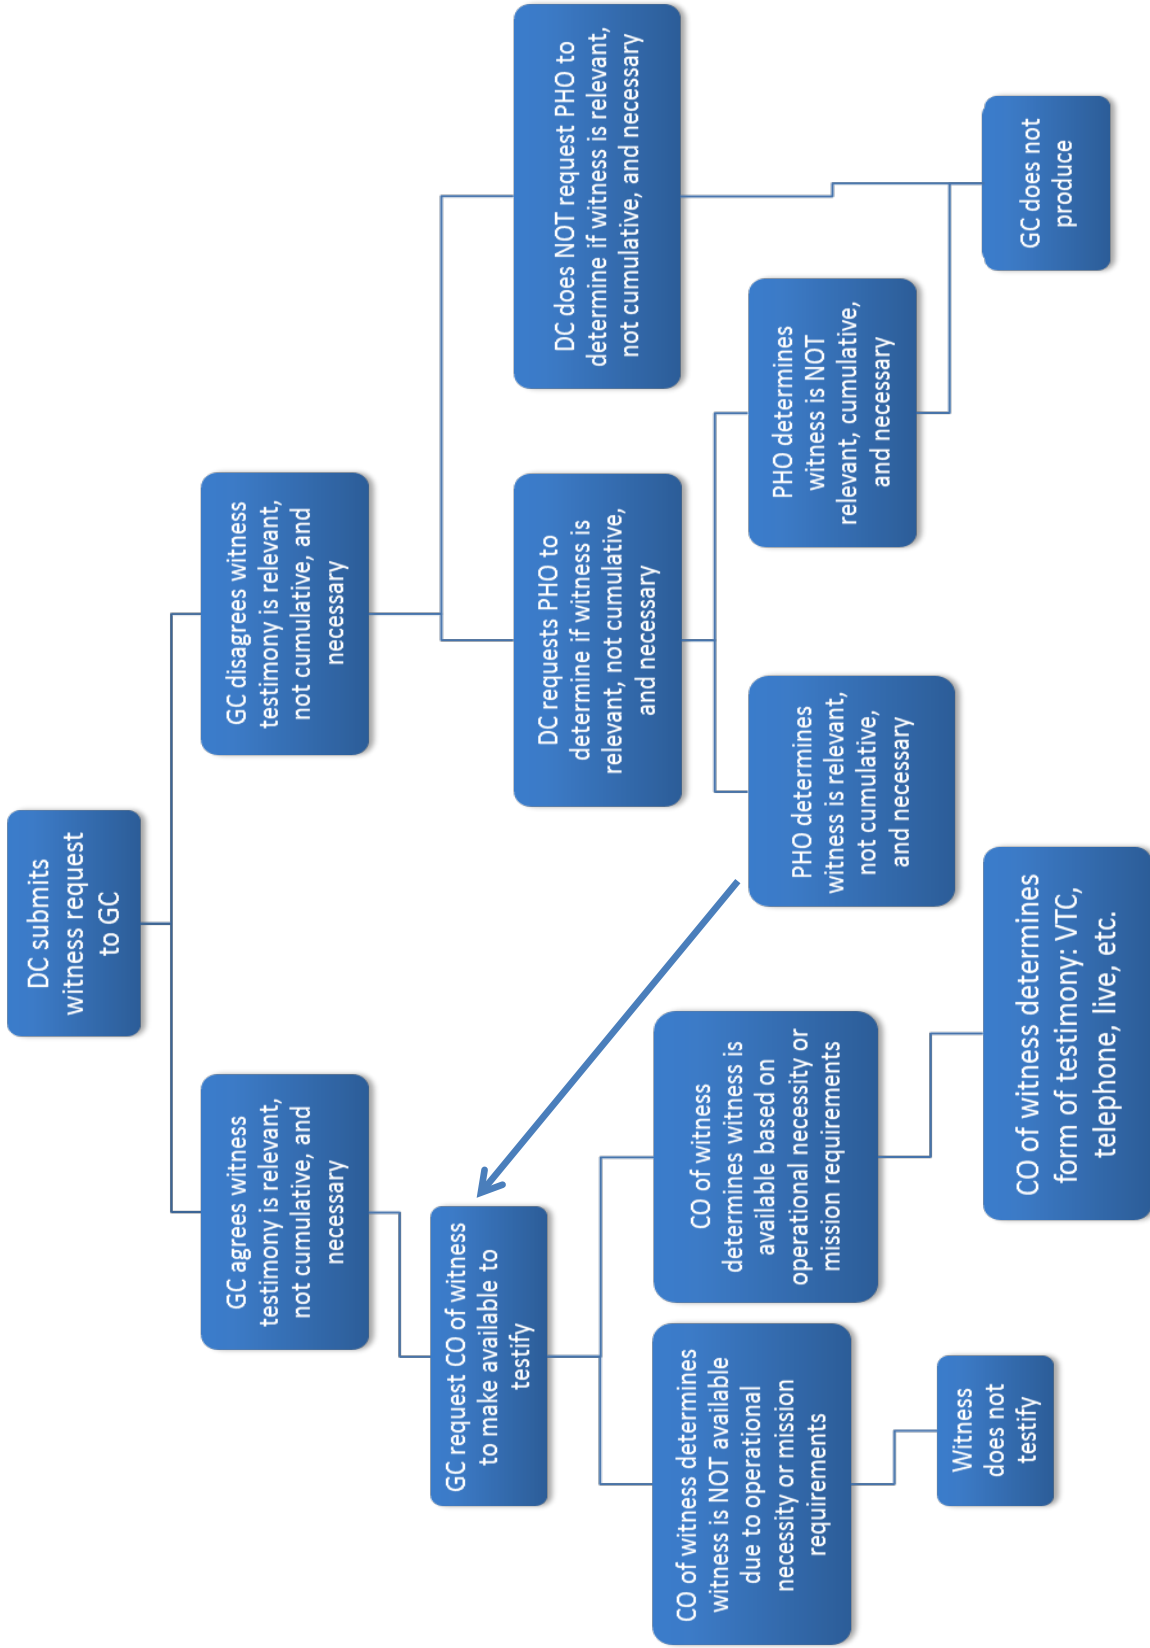 DC submits
witness request
to GC
GC agrees witness
testimony is relevant,
not cumulative, and
necessary
GC disagrees witness
testimony is relevant,
not cumulative, and
necessary
GC request CO of witness
to make available to
testify
DC requests PHO to
determine if witness is
relevant, not cumulative,
and necessary
DC does NOT request PHO to
determine if witness is relevant,
not cumulative, and necessary
CO of witness determines
witness is NOT available
due to operational
necessity or mission
requirements
CO of witness
determines witness is
available based on
operational necessity or
mission requirements
PHO determines
witness is relevant,
not cumulative,
and necessary
PHO determines
witness is NOT
relevant, cumulative,
and necessary
Witness
does not
testify
CO of witness determines
form of testimony: VTC,
telephone, live, etc.
GC does not
produce